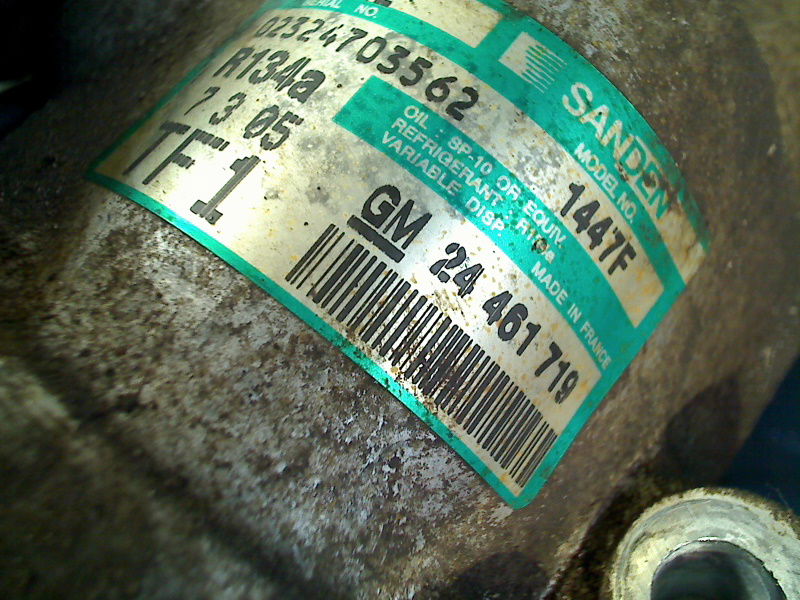 SANDEN
MODEL NO.
1447F
SERIAL NO.
02324703562
R134a
7 3 05
TF1
OIL : SP-10 OR EQUIV.
REFRIGERANT : R134a
VARIABLE DISP.
MADE IN FRANCE
GM 24 461 719